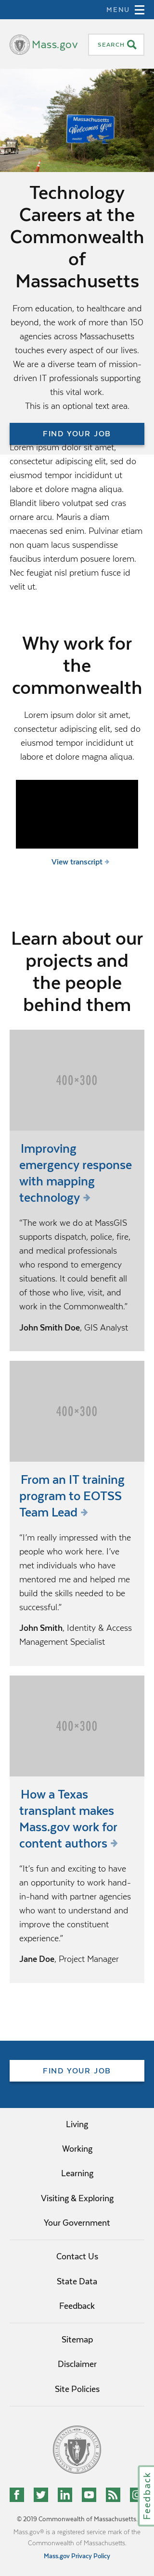 MENU
Mass.gov
SEARCH
Massachusetts
Welcomes You
Technology
Careers at the
Commonwealth
of
Massachusetts
From education, to healthcare and
beyond, the work of more than 150
agencies across Massachusetts
touches every aspect of our lives.
We are a diverse team of mission-
driven IT professionals supporting
this vital work.
This is an optional text area.
FIND YOUR JOB
Lorem ipsum dolor sit amet,
consectetur adipiscing elit, sed do
eiusmod tempor incididunt ut
labore et dolore magna aliqua.
Blandit libero volutpat sed cras
ornare arcu. Mauris a diam
maecenas sed enim. Pulvinar etiam
non quam lacus suspendisse
faucibus interdum posuere lorem.
Nec feugiat nisl pretium fusce id
velit ut.
Why work for
the
commonwealth
Lorem ipsum dolor sit amet,
consectetur adipiscing elit, sed do
eiusmod tempor incididunt ut
labore et dolore magna aliqua.
View transcript
Learn about our
projects and
the people
behind them
400×300
Improving
emergency response
with mapping
technology
"The work we do at MassGIS
supports dispatch, police, fire,
and medical professionals
who respond to emergency
situations. It could benefit all
of those who live, visit, and
work in the Commonwealth."
John Smith Doe, GIS Analyst
400×300
From an IT training
program to EOTSS
Team Lead
"I'm really impressed with the
people who work here. I've
met individuals who have
mentored me and helped me
build the skills needed to be
successful."
John Smith, Identity & Access
Management Specialist
400×300
How a Texas
transplant makes
Mass.gov work for
content authors
"It's fun and exciting to have
an opportunity to work hand-
in-hand with partner agencies
who want to understand and
improve the constituent
experience."
Jane Doe, Project Manager
FIND YOUR JOB
Living
Working
Learning
Visiting & Exploring
Your Government
Contact Us
State Data
Feedback
Sitemap
Disclaimer
Site Policies
Feedback
© 2019 Commonwealth of Massachusetts.
Mass.gov® is a registered service mark of the
Commonwealth of Massachusetts.
Mass.gov Privacy Policy